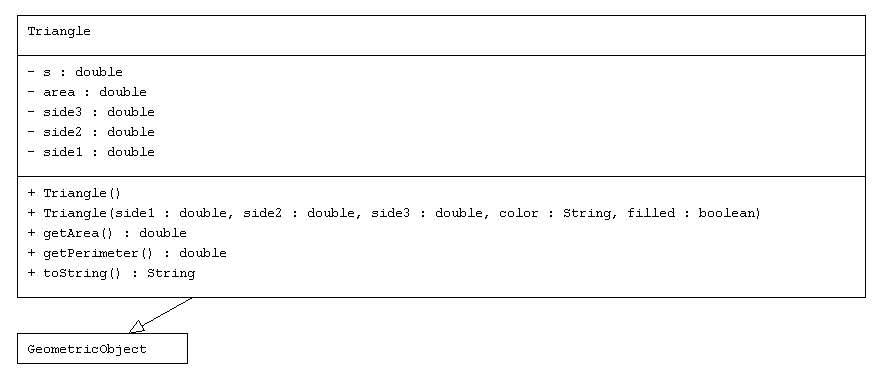 Triangle
- s : double
- area : double
- side3 : double
- side2 : double
- side1 : double
+ Triangle()
+ Triangle(side1 : double, side2 : double, side3 : double, color : String, filled : boolean)
+ getArea() : double
+ getPerimeter() : double
+ toString() : String
GeometricObject